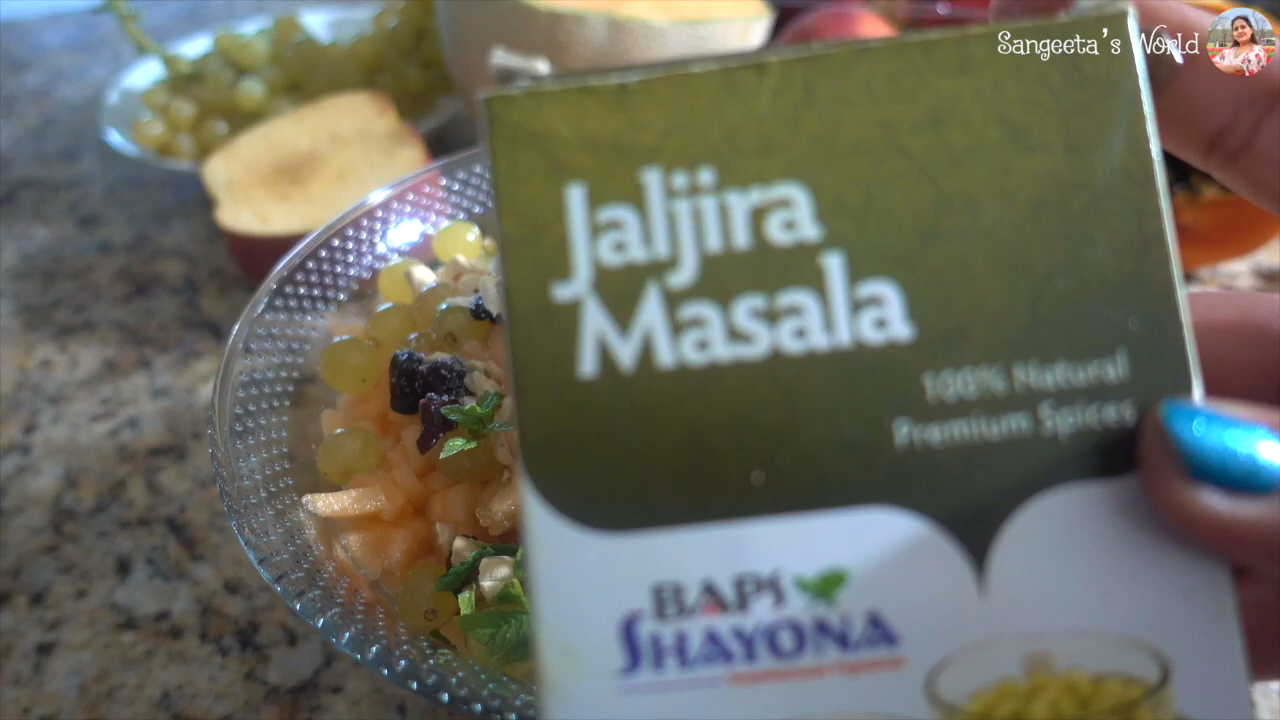 Sangeeta's World
Jaljira
Masala
100% Natural
Premium Spices
BAPS
SHAYONA